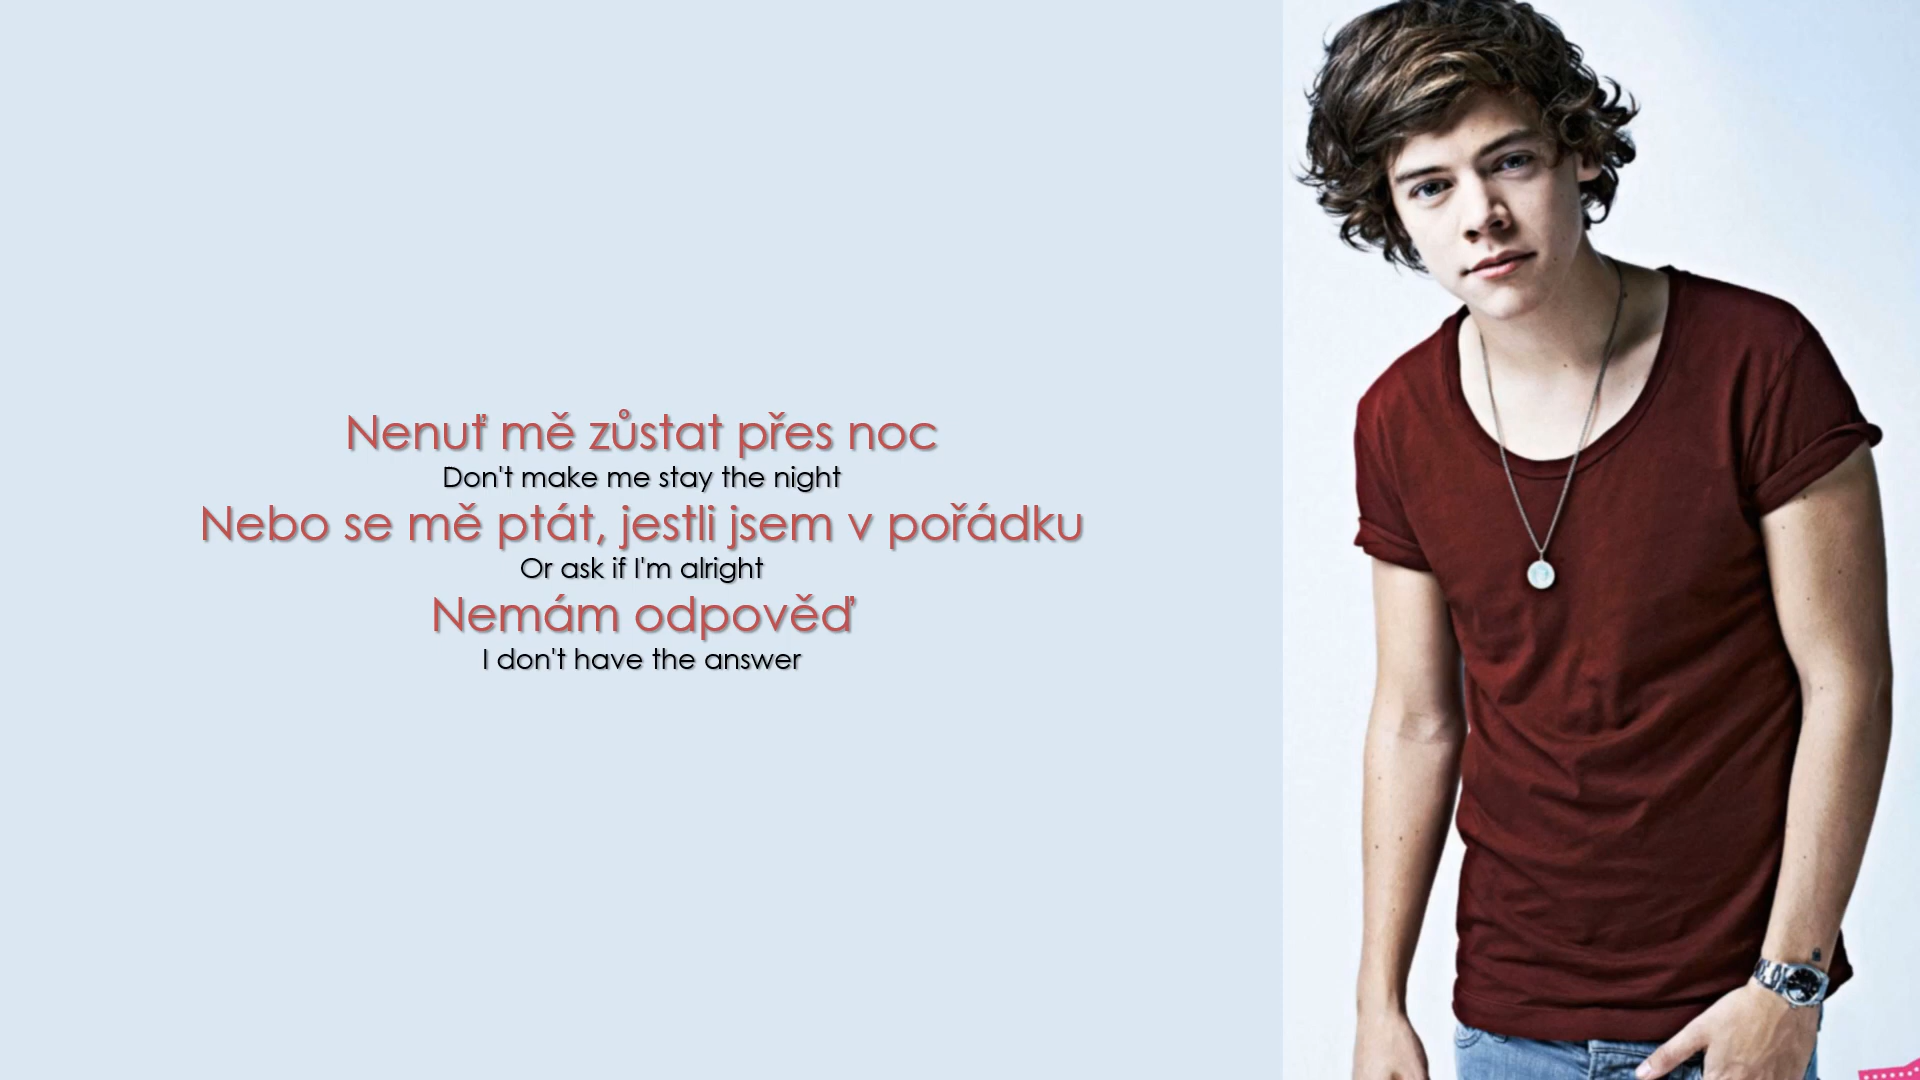 Nenuť mě zůstat přes noc
Don't make me stay the night
Nebo se mě ptát, jestli jsem v pořádku
Or ask if I'm alright
Nemám odpověď
I don't have the answer